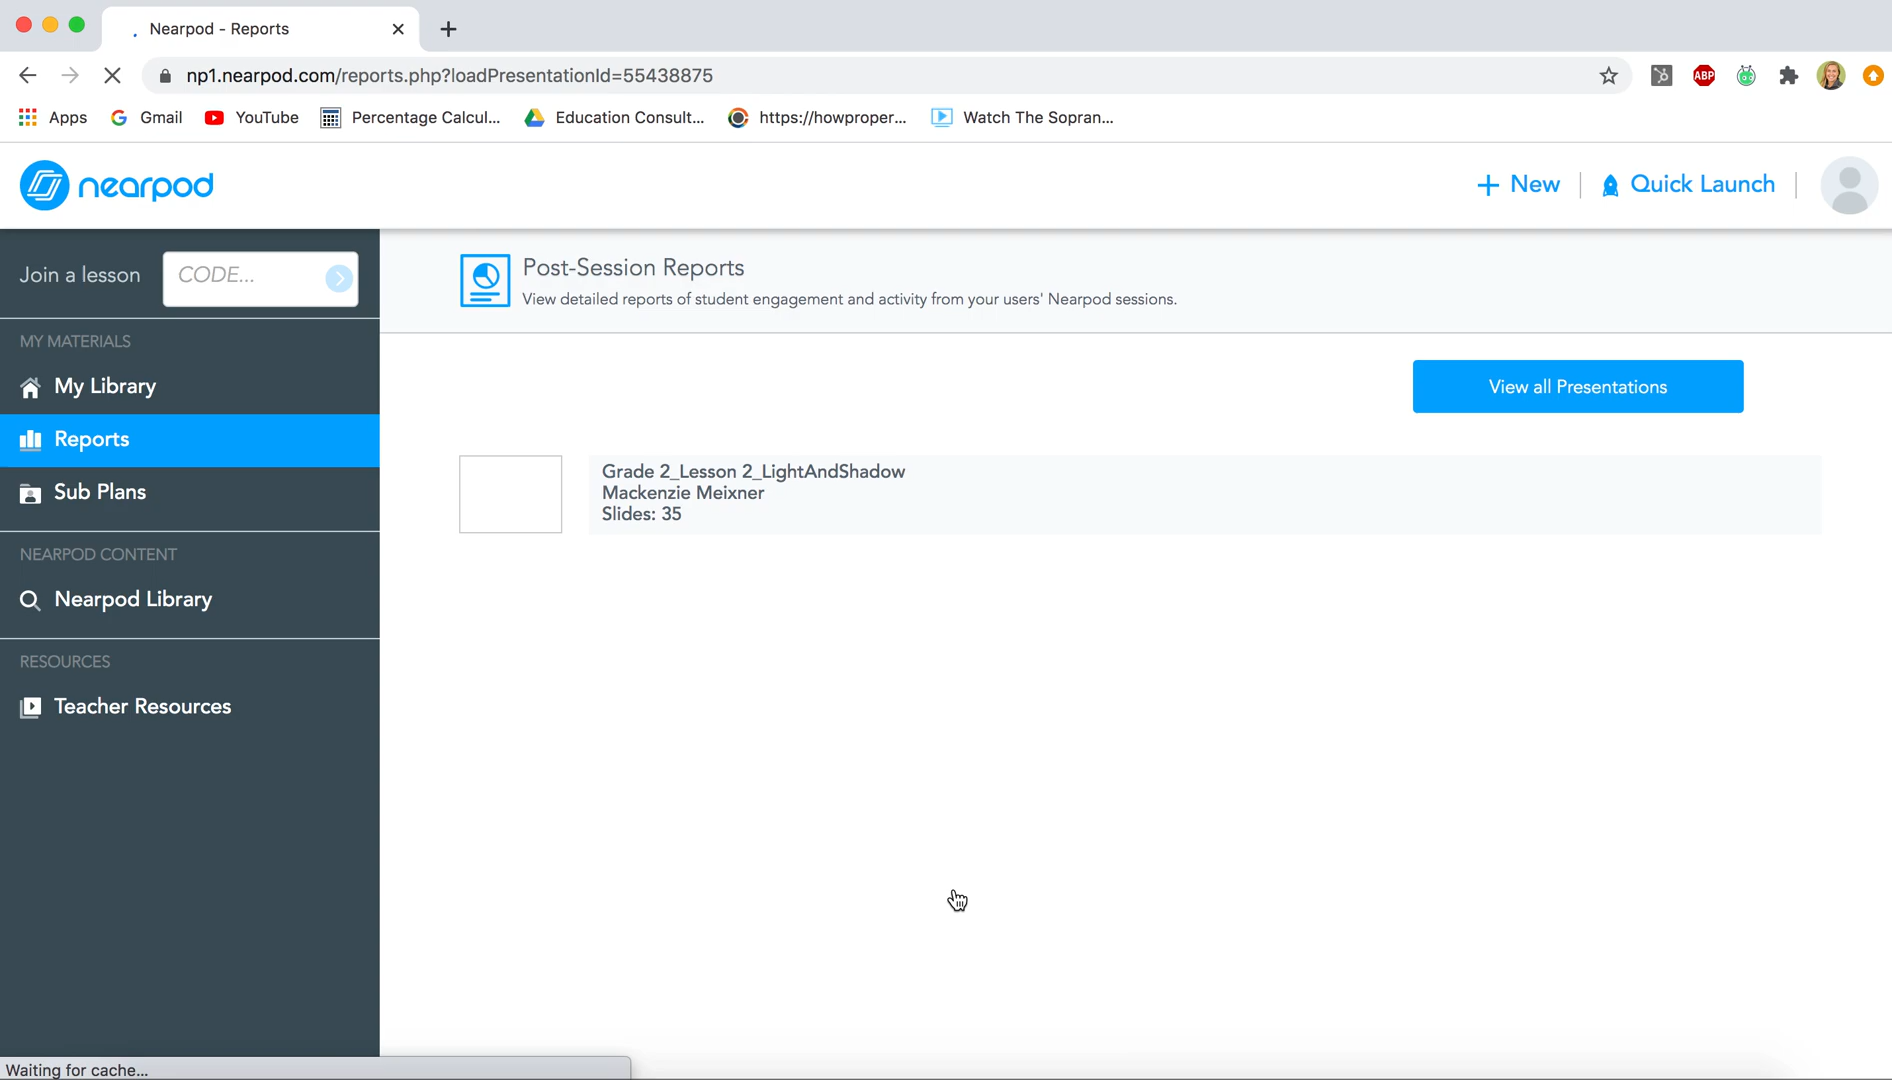 Nearpod - Reports
np1.nearpod.com/reports.php?loadPresentationId=55438875
ABP
Apps Gmail YouTube Percentage Calcul... Education Consult... https://howproper... Watch The Sopran...
nearpod
New Quick Launch
Join a lesson CODE...
Post-Session Reports
View detailed reports of student engagement and activity from your users' Nearpod sessions.
MY MATERIALS
My Library
View all Presentations
Reports
Sub Plans
Grade 2_Lesson 2_LightAndShadow
Mackenzie Meixner
Slides: 35
NEARPOD CONTENT
Nearpod Library
RESOURCES
Teacher Resources
Waiting for cache...